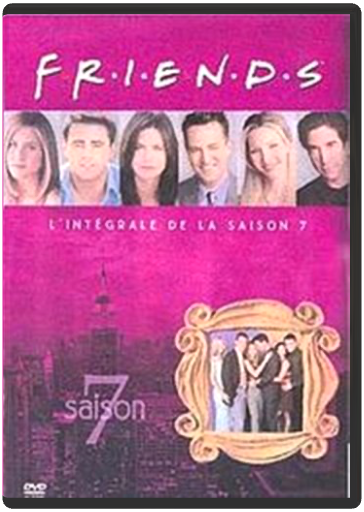 F·R·I·E·N·D·S
L'INTÉGRALE DE LA SAISON 7
7
saison
DVD